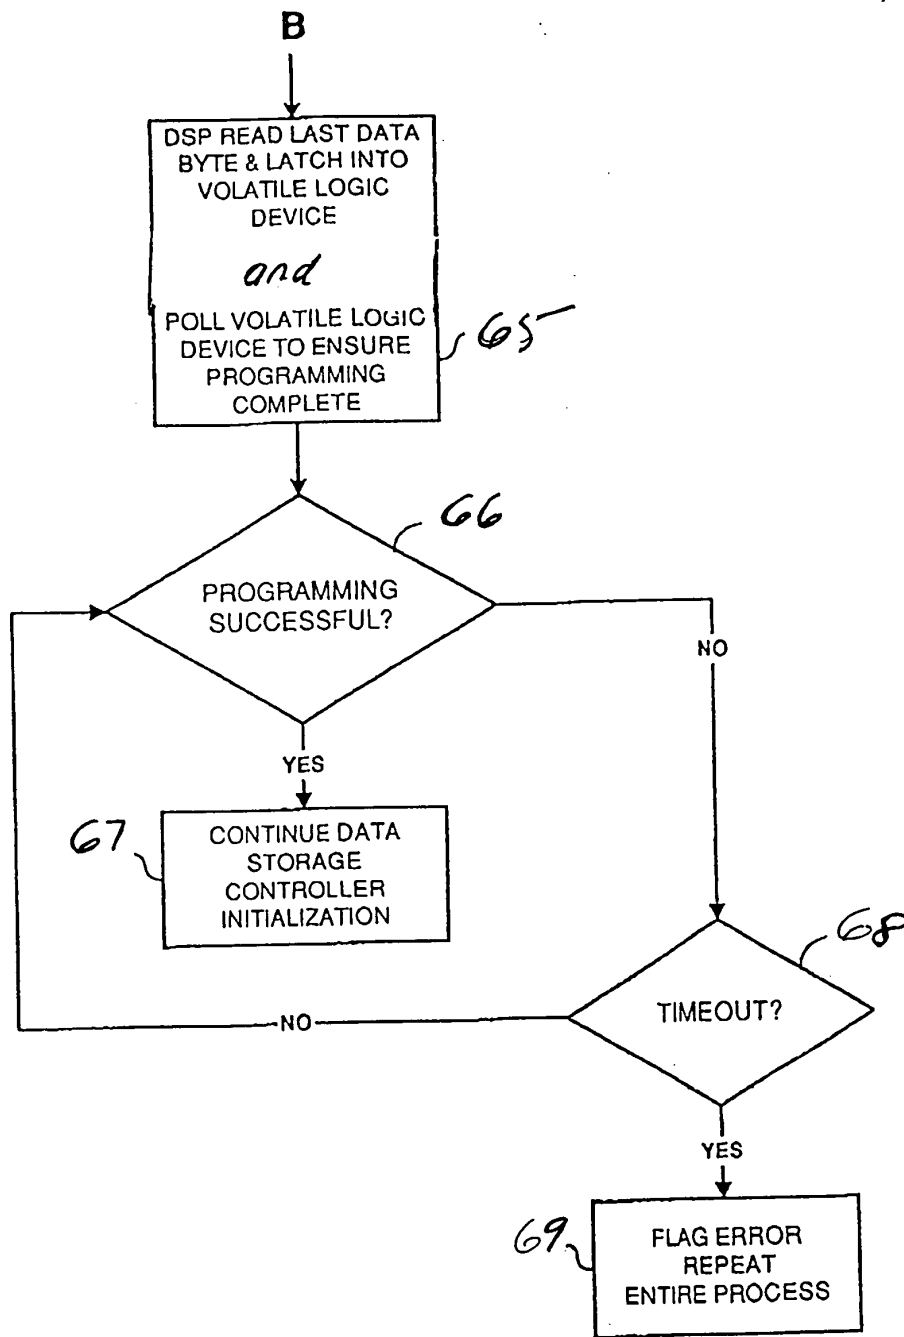 B
DSP READ LAST DATA
BYTE & LATCH INTO
VOLATILE LOGIC
DEVICE
and
POLL VOLATILE LOGIC
DEVICE TO ENSURE
PROGRAMMING
COMPLETE
65
66
PROGRAMMING
SUCCESSFUL?
NO
YES
67
CONTINUE DATA
STORAGE
CONTROLLER
INITIALIZATION
68
TIMEOUT?
NO
YES
69
FLAG ERROR
REPEAT
ENTIRE PROCESS